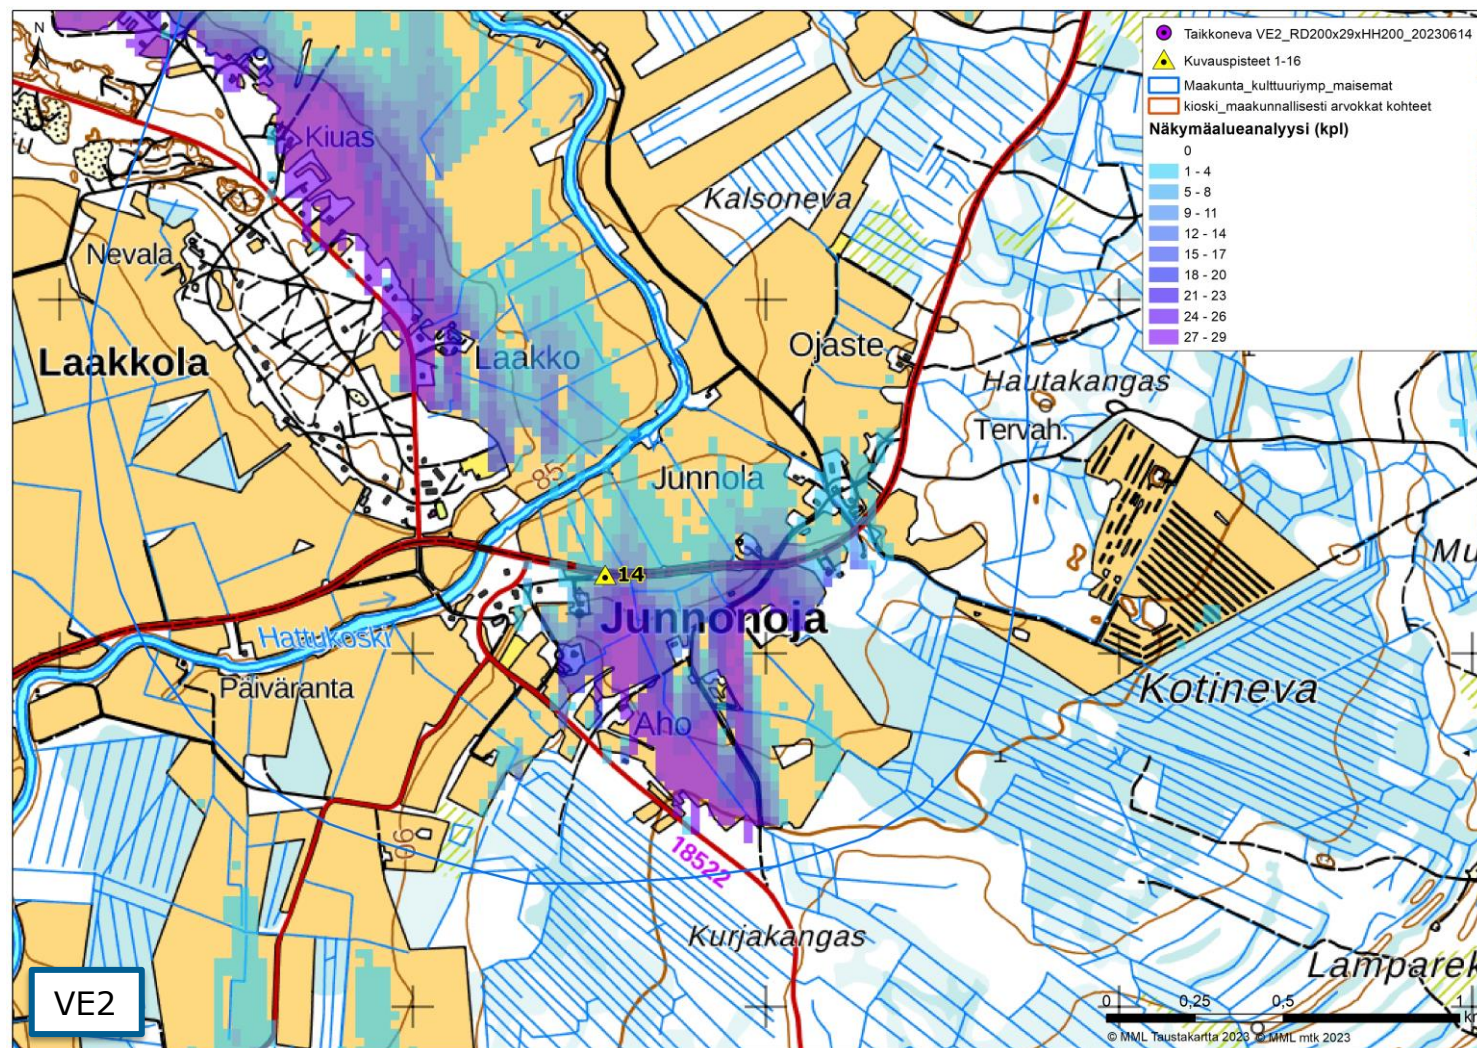 N
Taikkoneva VE2_RD200x29xHH200_20230614
Kuvauspisteet 1-16
Maakunta_kulttuuriymp_maisemat
kioski_maakunnallisesti arvokkat kohteet
Näkymäalueanalyysi (kpl)
0
1 - 4
5 - 8
9 - 11
12 - 14
15 - 17
18 - 20
21 - 23
24 - 26
27 - 29
Kiuas
Kalsoneva
Nevala
Laakkola
Laakko
Ojaste
Hautakangas
Tervah.
85
Junnola
14
Junnonoja
Hattukoski
Päiväranta
Kotineva
Aho
90
18522
Kurjakangas
Lamparek
VE2
0 0,25 0,5 1
© MML Taustakartta 2023 © MML mtk 2023